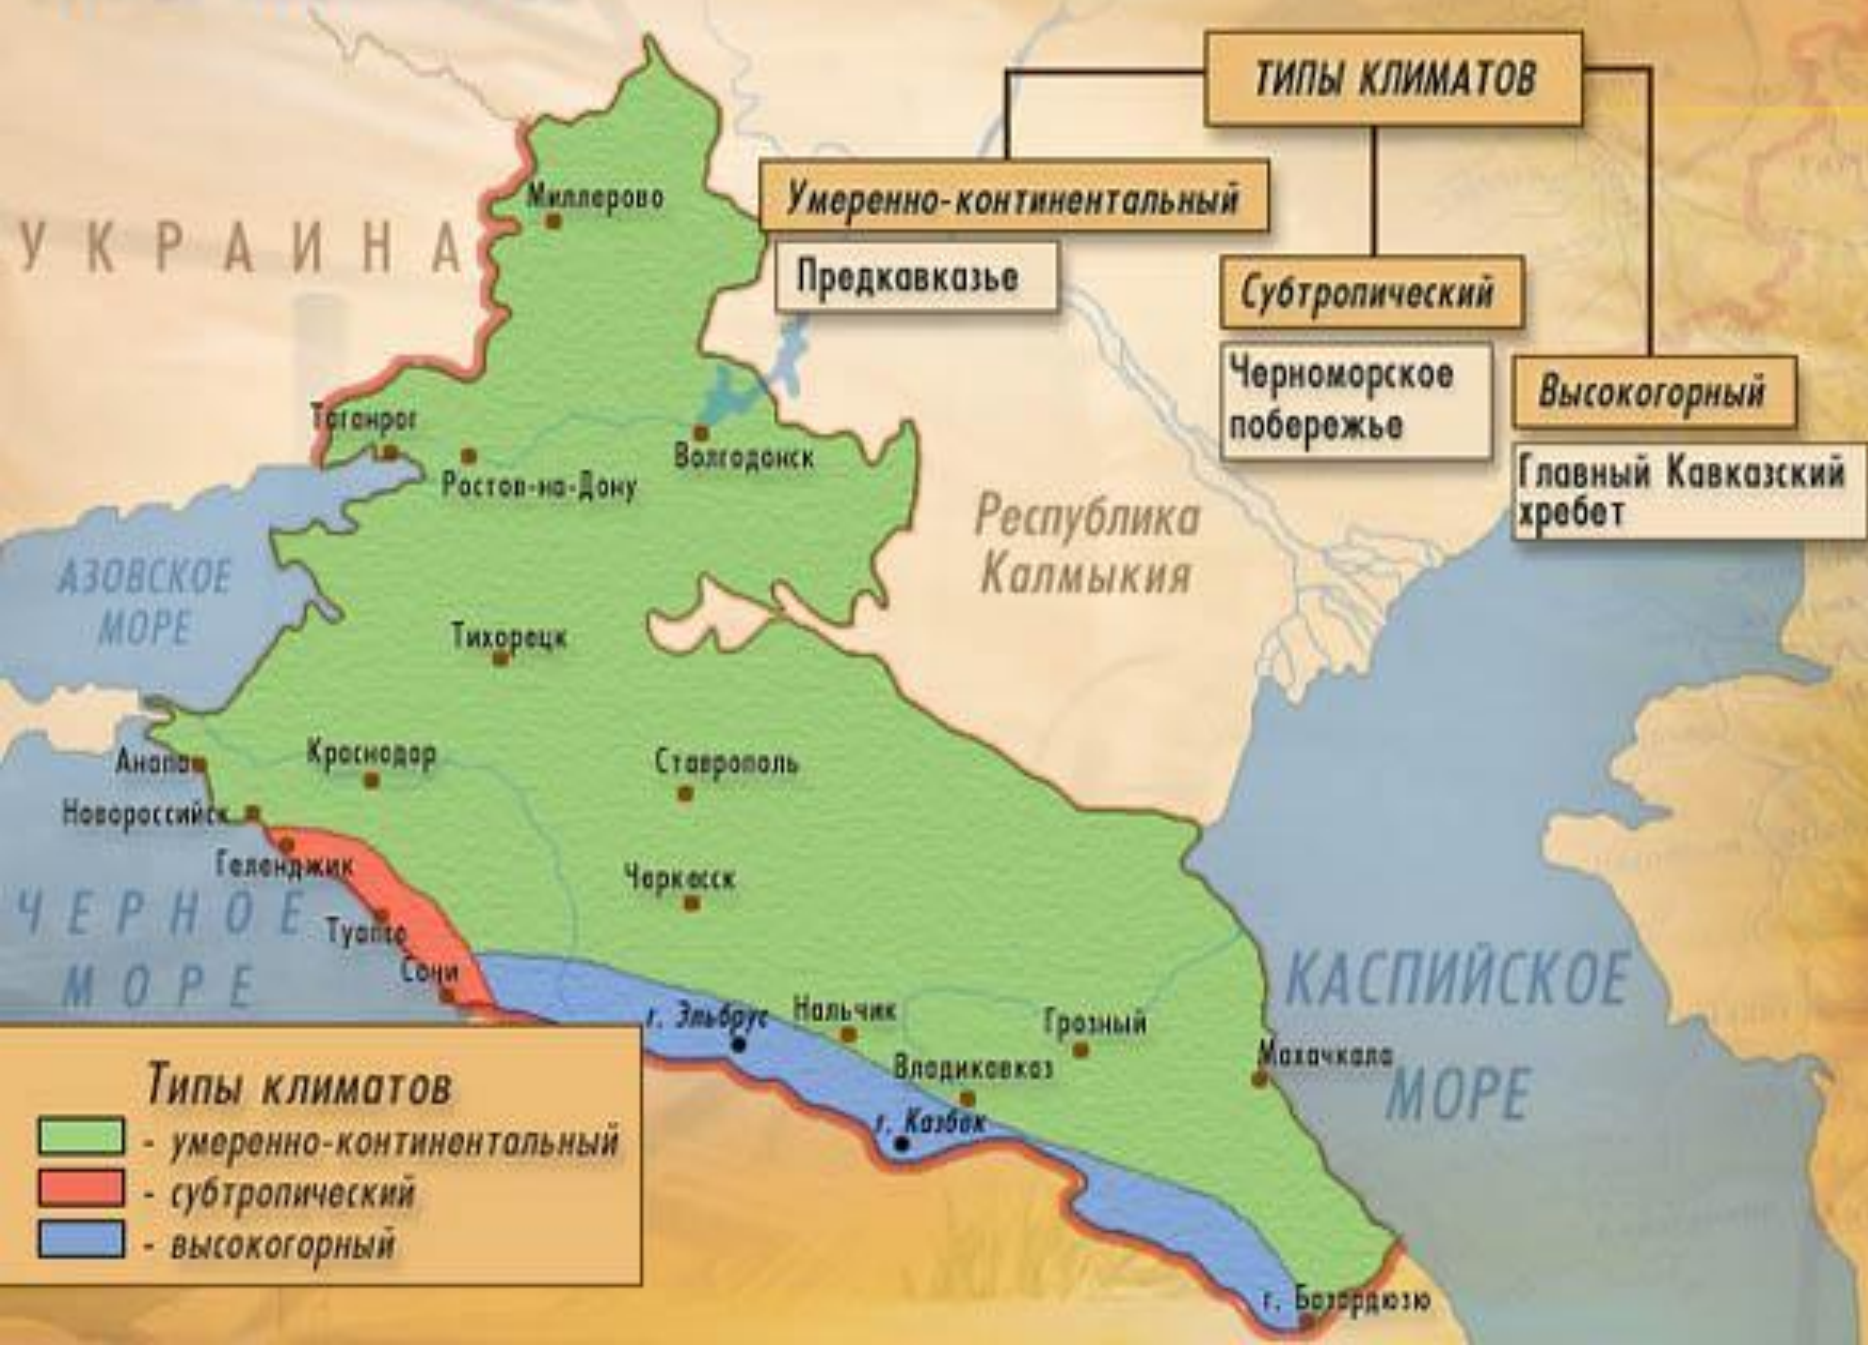 ТИПЫ КЛИМАТОВ
Умеренно-континентальный
Предкавказье
Субтропический
Черноморское
побережье
Высокогорный
Главный Кавказский
хребет
УКРАИНА
Миллерово
Таганрог
Ростов-на-Дону
Волгодонск
Республика
Калмыкия
АЗОВСКОЕ
МОРЕ
Тихорецк
Анапа
Краснодар
Ставрополь
Новороссийск
Геленджик
Черкесск
ЧЕРНОЕ
МОРЕ
Туапсе
Сочи
КАСПИЙСКОЕ
МОРЕ
г. Эльбрус
Нальчик
Грозный
Владикавказ
Махачкала
г. Казбек
г. Базардюзю
Типы климатов
- умеренно-континентальный
- субтропический
- высокогорный